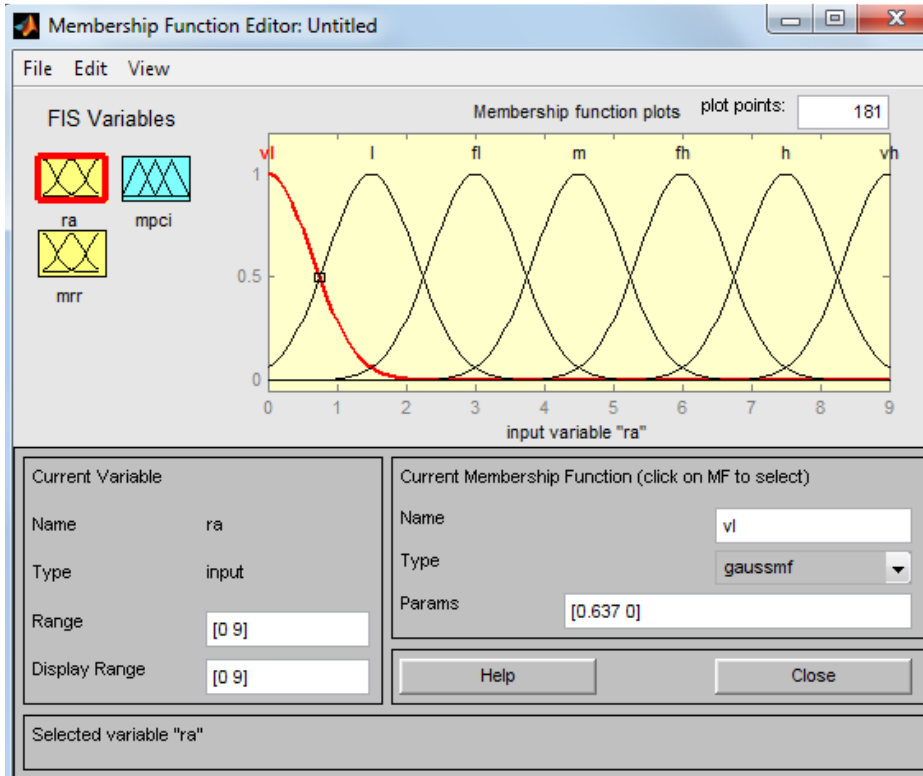 Membership Function Editor: Untitled
File Edit View
FIS Variables
ra
mpci
mrr
Membership function plots
plot points:
181
vl l fl m fh h vh
1
0.5
0
0 1 2 3 4 5 6 7 8 9
input variable "ra"
Current Variable
Name ra
Type input
Range [0 9]
Display Range [0 9]
Current Membership Function (click on MF to select)
Name vl
Type gaussmf
Params [0.637 0]
Help Close
Selected variable "ra"